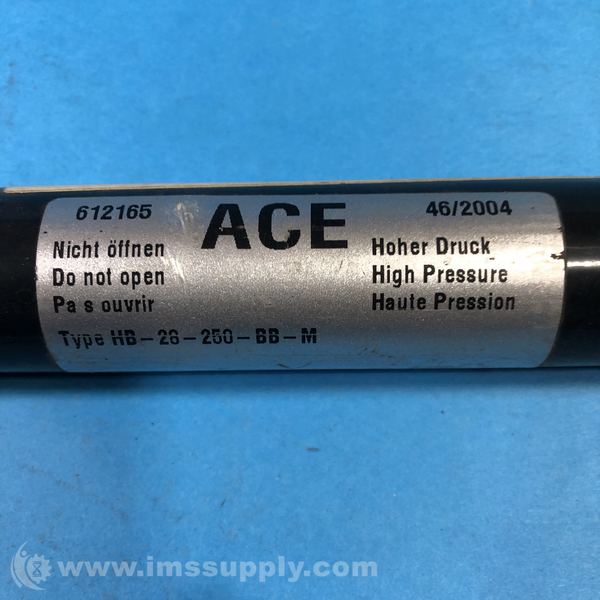 612165 ACE 46/2004
Nicht öffnen Hoher Druck
Do not open High Pressure
Pa s ouvrir Haute Pression
Type HB-28-250-BB-M
www.imssupply.com